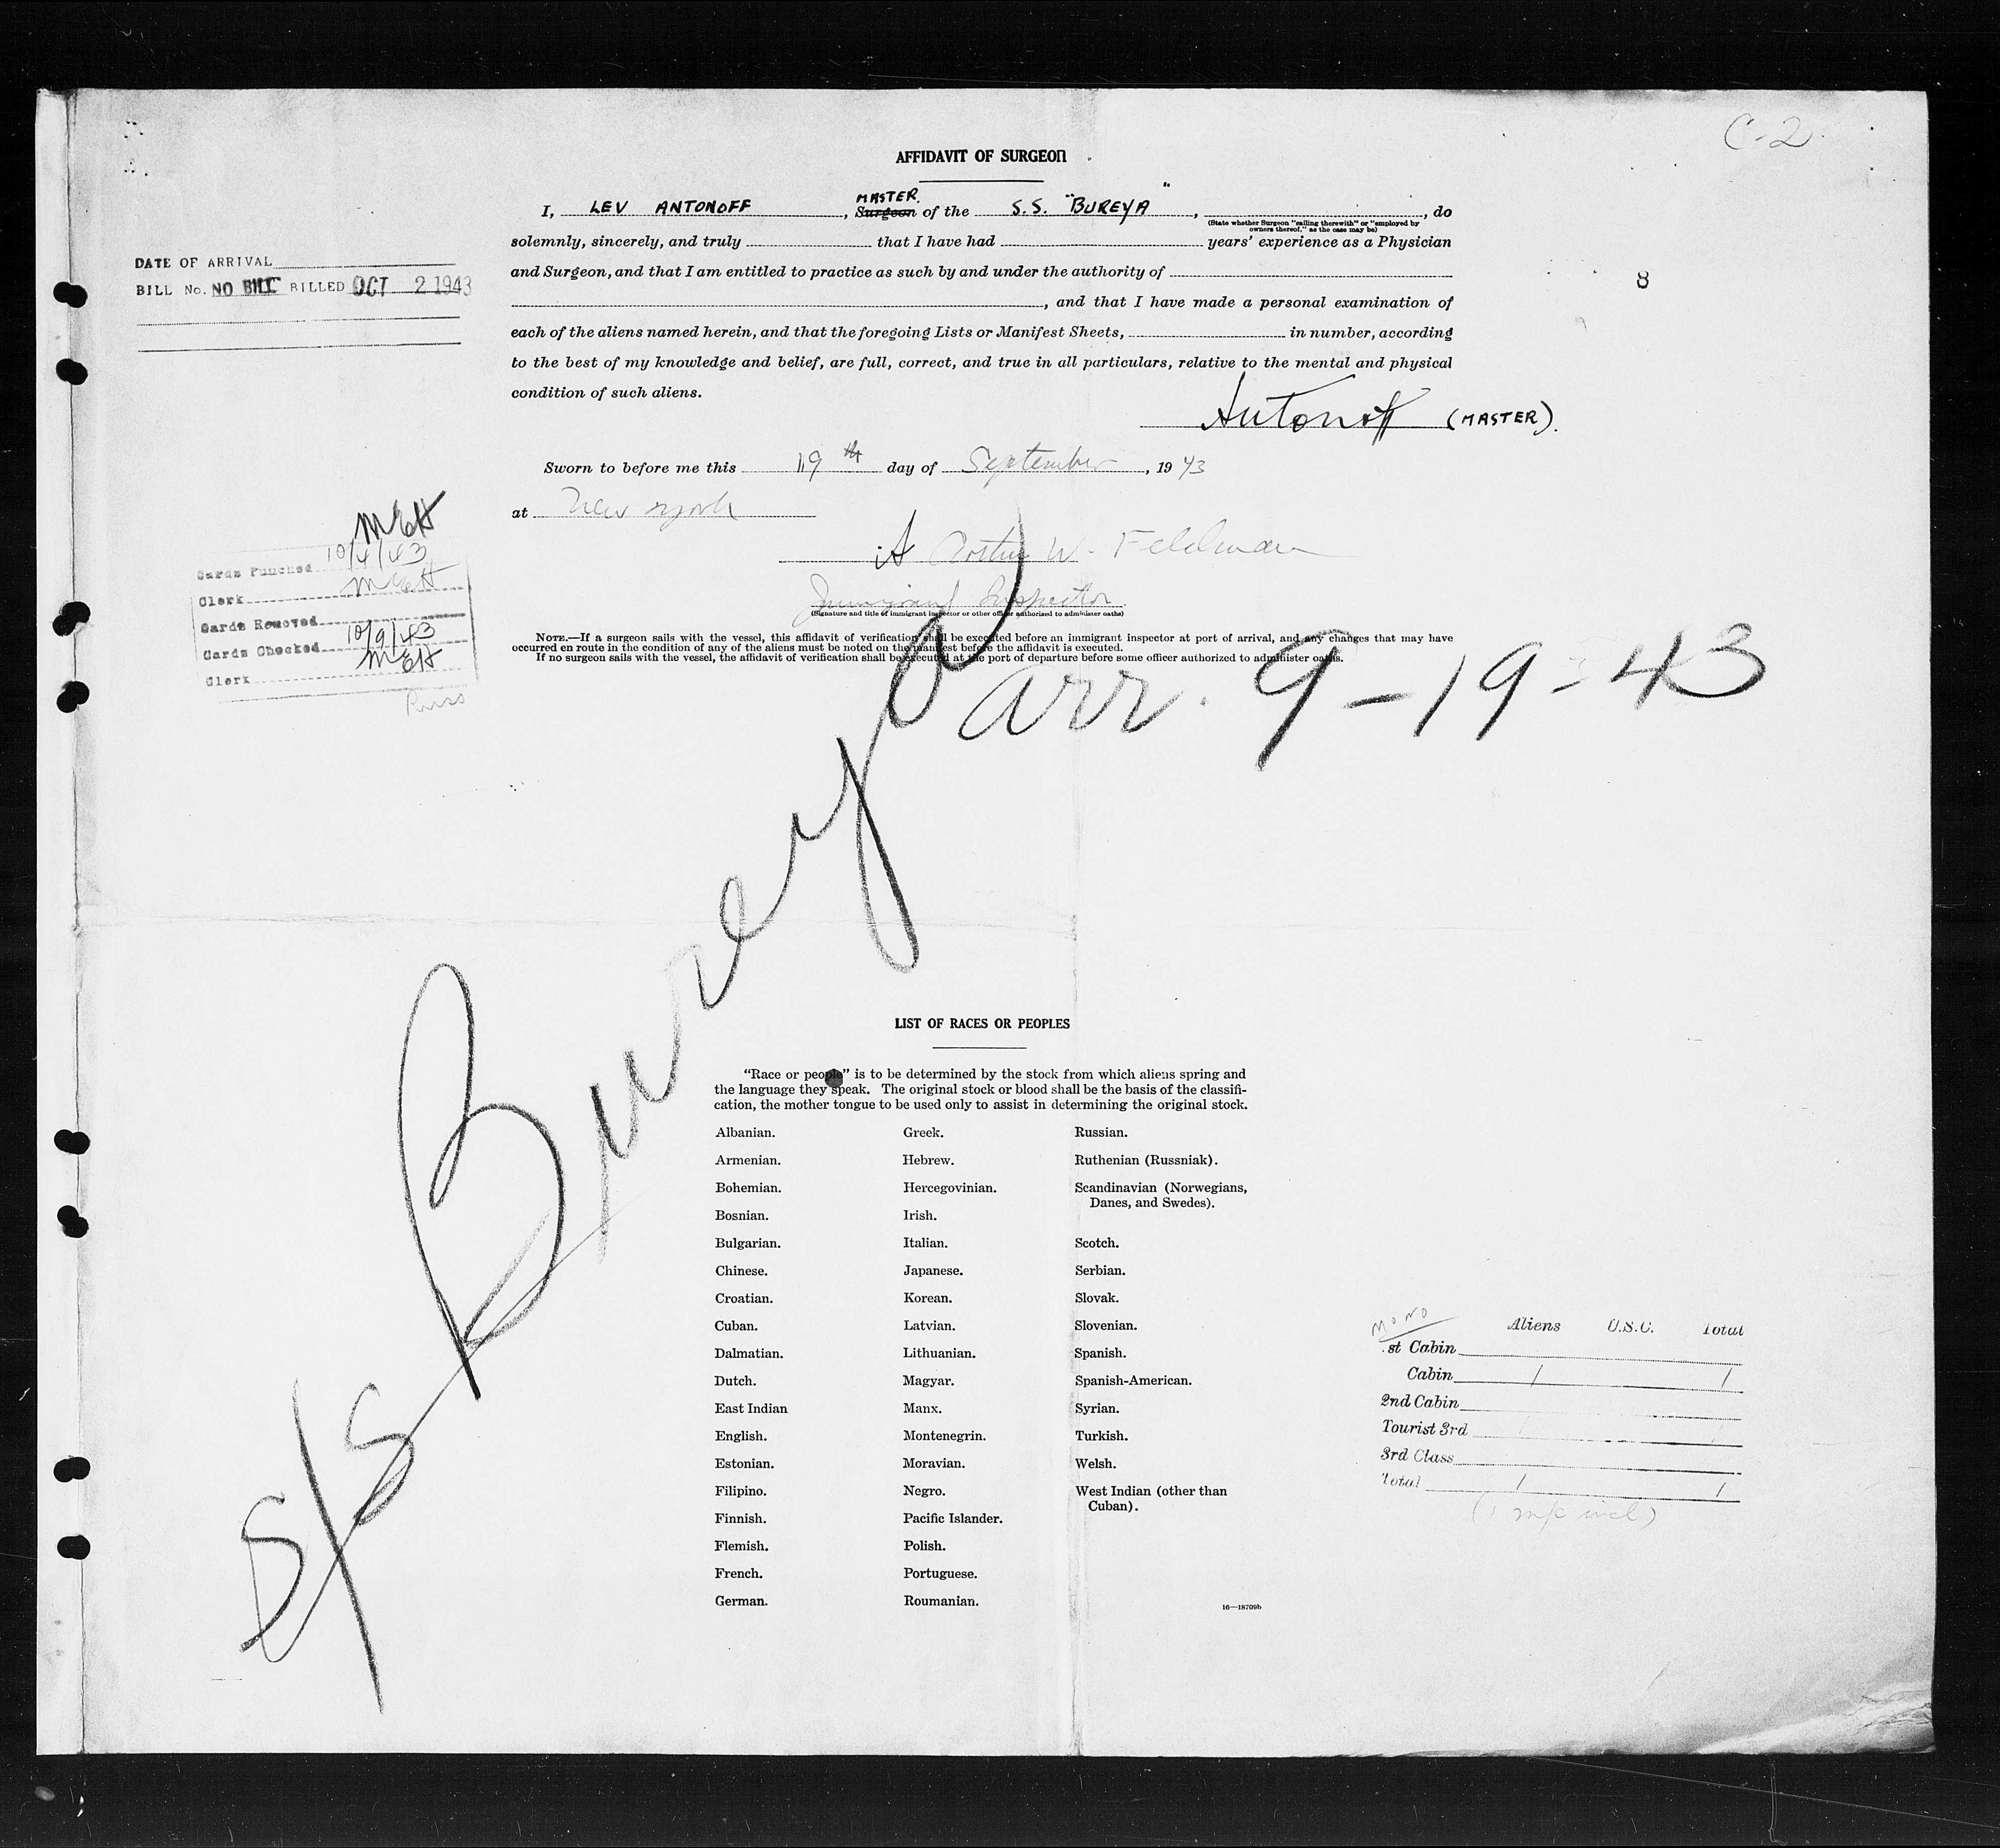 C-2
AFFIDAVIT OF SURGEON
MASTER
I, LEV ANTONOFF, Surgeon of the S.S. "BUREYA", , do
(State whether Surgeon "sailing therewith" or "employed by
owners thereof," as the case may be)
solemnly, sincerely, and truly that I have had years' experience as a Physician
and Surgeon, and that I am entitled to practice as such by and under the authority of
, and that I have made a personal examination of
each of the aliens named herein, and that the foregoing Lists or Manifest Sheets, in number, according
to the best of my knowledge and belief, are full, correct, and true in all particulars, relative to the mental and physical
condition of such aliens.
DATE OF ARRIVAL
BILL No. NO BILL BILLED OCT 2 1943
8
Antonoff (MASTER).
Sworn to before me this 19th day of September, 1943
at New York
W. Feldman
Immigrant Inspector
(Signature and title of immigrant inspector or other officer authorized to administer oaths)
NOTE.—If a surgeon sails with the vessel, this affidavit of verification shall be executed before an immigrant inspector at port of arrival, and any changes that may have
occurred en route in the condition of any of the aliens must be noted on the manifest before the affidavit is executed.
If no surgeon sails with the vessel, the affidavit of verification shall be executed at the port of departure before some officer authorized to administer oaths.
MEH
Cards Punched 10/4/43
Clerk MEH
Cards Removed
Cards Checked 10/9/43
Clerk MEH
Russ
S/S Bureya
arr. 9-19-43
LIST OF RACES OR PEOPLES
"Race or people" is to be determined by the stock from which aliens spring and
the language they speak. The original stock or blood shall be the basis of the classifi-
cation, the mother tongue to be used only to assist in determining the original stock.
Albanian.
Armenian.
Bohemian.
Bosnian.
Bulgarian.
Chinese.
Croatian.
Cuban.
Dalmatian.
Dutch.
East Indian
English.
Estonian.
Filipino.
Finnish.
Flemish.
French.
German.
Greek.
Hebrew.
Hercegovinian.
Irish.
Italian.
Japanese.
Korean.
Latvian.
Lithuanian.
Magyar.
Manx.
Montenegrin.
Moravian.
Negro.
Pacific Islander.
Polish.
Portuguese.
Roumanian.
Russian.
Ruthenian (Russniak).
Scandinavian (Norwegians,
Danes, and Swedes).
Scotch.
Serbian.
Slovak.
Slovenian.
Spanish.
Spanish-American.
Syrian.
Turkish.
Welsh.
West Indian (other than
Cuban).
16—18709b
MONO
Aliens U.S.C. Total
st Cabin
Cabin 1 1
2nd Cabin
Tourist 3rd
3rd Class
Total 1 1